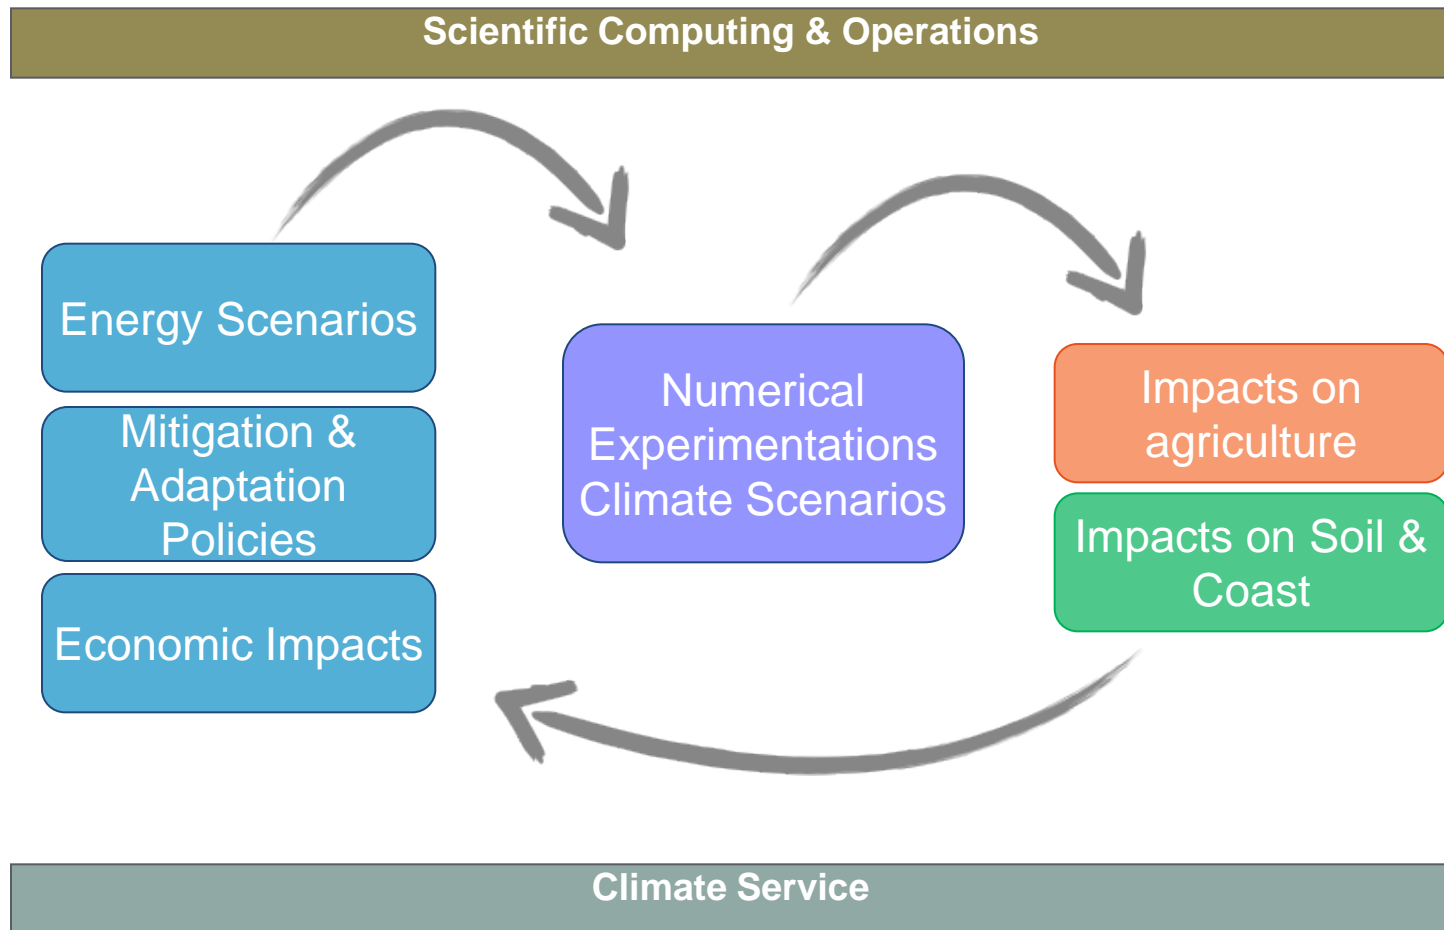 Scientific Computing & Operations
Energy Scenarios
Mitigation &
Adaptation
Policies
Economic Impacts
Numerical
Experimentations
Climate Scenarios
Impacts on
agriculture
Impacts on Soil &
Coast
Climate Service